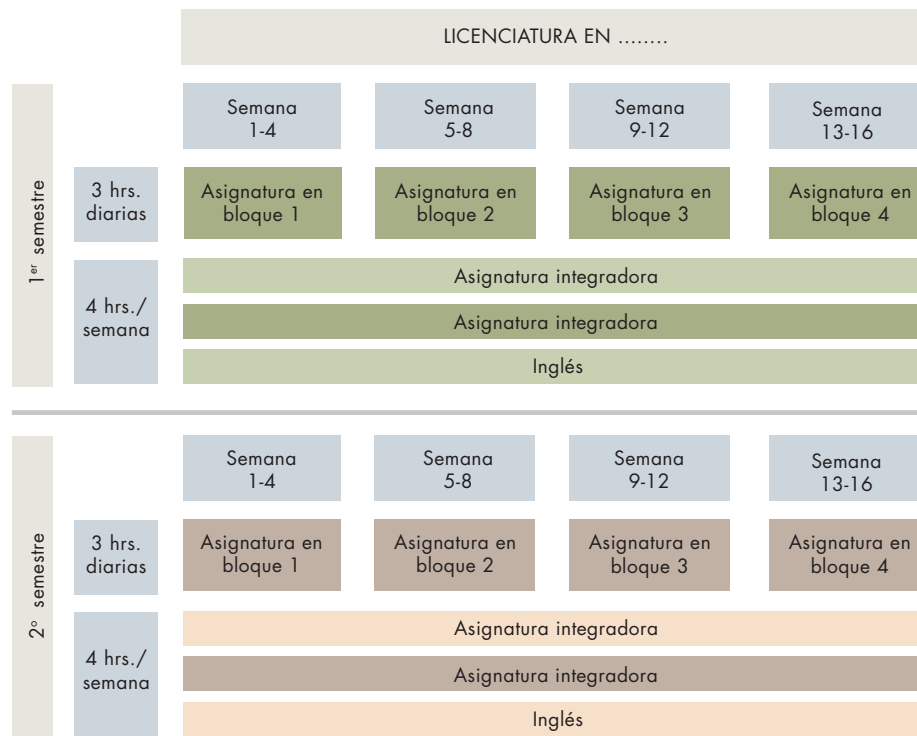 LICENCIATURA EN ........
1er semestre
Semana
1-4
Semana
5-8
Semana
9-12
Semana
13-16
3 hrs.
diarias
Asignatura en
bloque 1
Asignatura en
bloque 2
Asignatura en
bloque 3
Asignatura en
bloque 4
4 hrs./
semana
Asignatura integradora
Asignatura integradora
Inglés
2° semestre
Semana
1-4
Semana
5-8
Semana
9-12
Semana
13-16
3 hrs.
diarias
Asignatura en
bloque 1
Asignatura en
bloque 2
Asignatura en
bloque 3
Asignatura en
bloque 4
4 hrs./
semana
Asignatura integradora
Asignatura integradora
Inglés